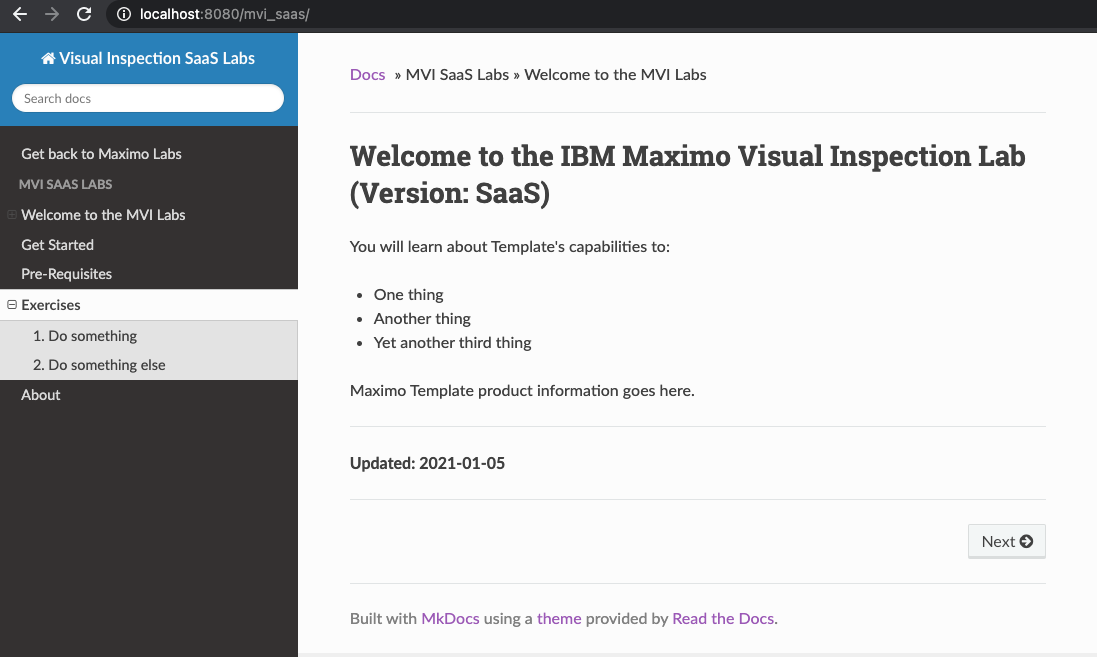 localhost:8080/mvi_saas/
Visual Inspection SaaS Labs
Search docs
Get back to Maximo Labs
MVI SAAS LABS
Welcome to the MVI Labs
Get Started
Pre-Requisites
Exercises
1. Do something
2. Do something else
About
Docs » MVI SaaS Labs » Welcome to the MVI Labs
Welcome to the IBM Maximo Visual Inspection Lab
(Version: SaaS)
You will learn about Template's capabilities to:
• One thing
• Another thing
• Yet another third thing
Maximo Template product information goes here.
Updated: 2021-01-05
Next
Built with MkDocs using a theme provided by Read the Docs.